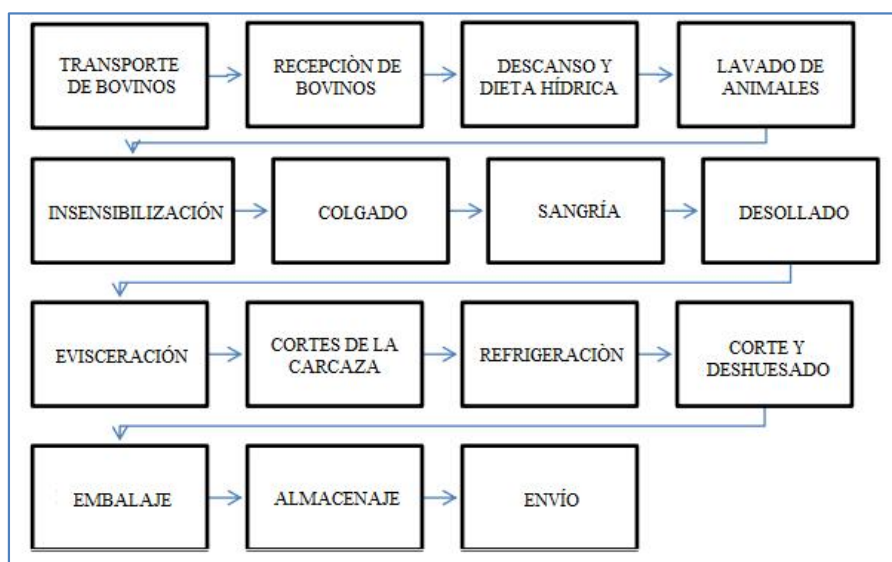 TRANSPORTE
DE BOVINOS
RECEPCIÒN DE
BOVINOS
DESCANSO Y
DIETA HÍDRICA
LAVADO DE
ANIMALES
INSENSIBILIZACIÓN
COLGADO
SANGRÍA
DESOLLADO
EVISCERACIÓN
CORTES DE LA
CARCAZA
REFRIGERACIÒN
CORTE Y
DESHUESADO
EMBALAJE
ALMACENAJE
ENVÍO